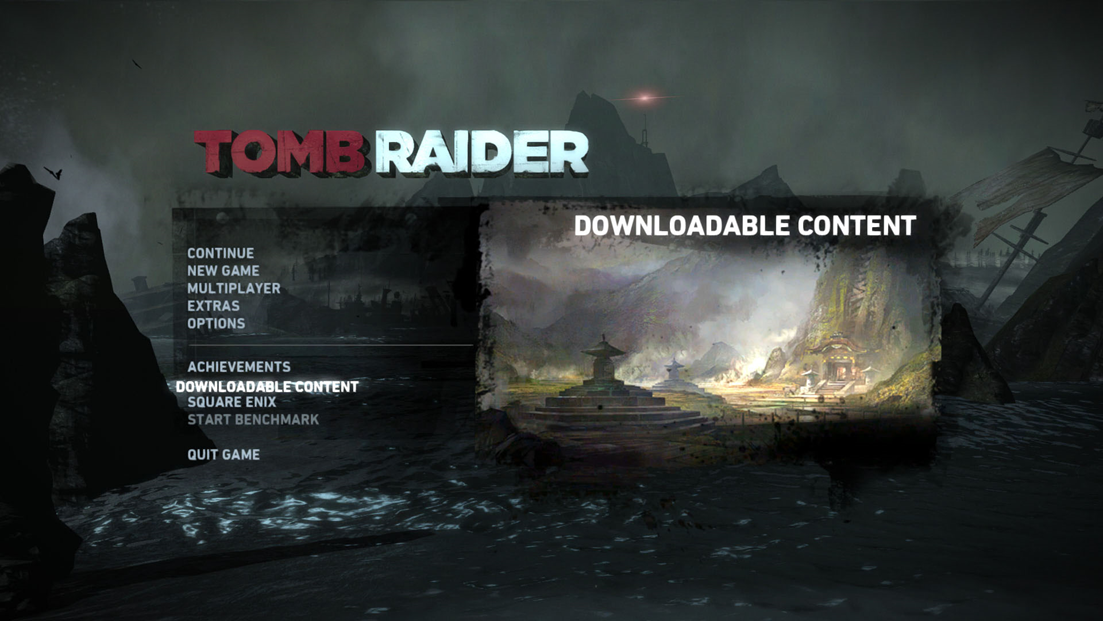 TOMB RAIDER
DOWNLOADABLE CONTENT
CONTINUE
NEW GAME
MULTIPLAYER
EXTRAS
OPTIONS
ACHIEVEMENTS
DOWNLOADABLE CONTENT
SQUARE ENIX
START BENCHMARK
QUIT GAME